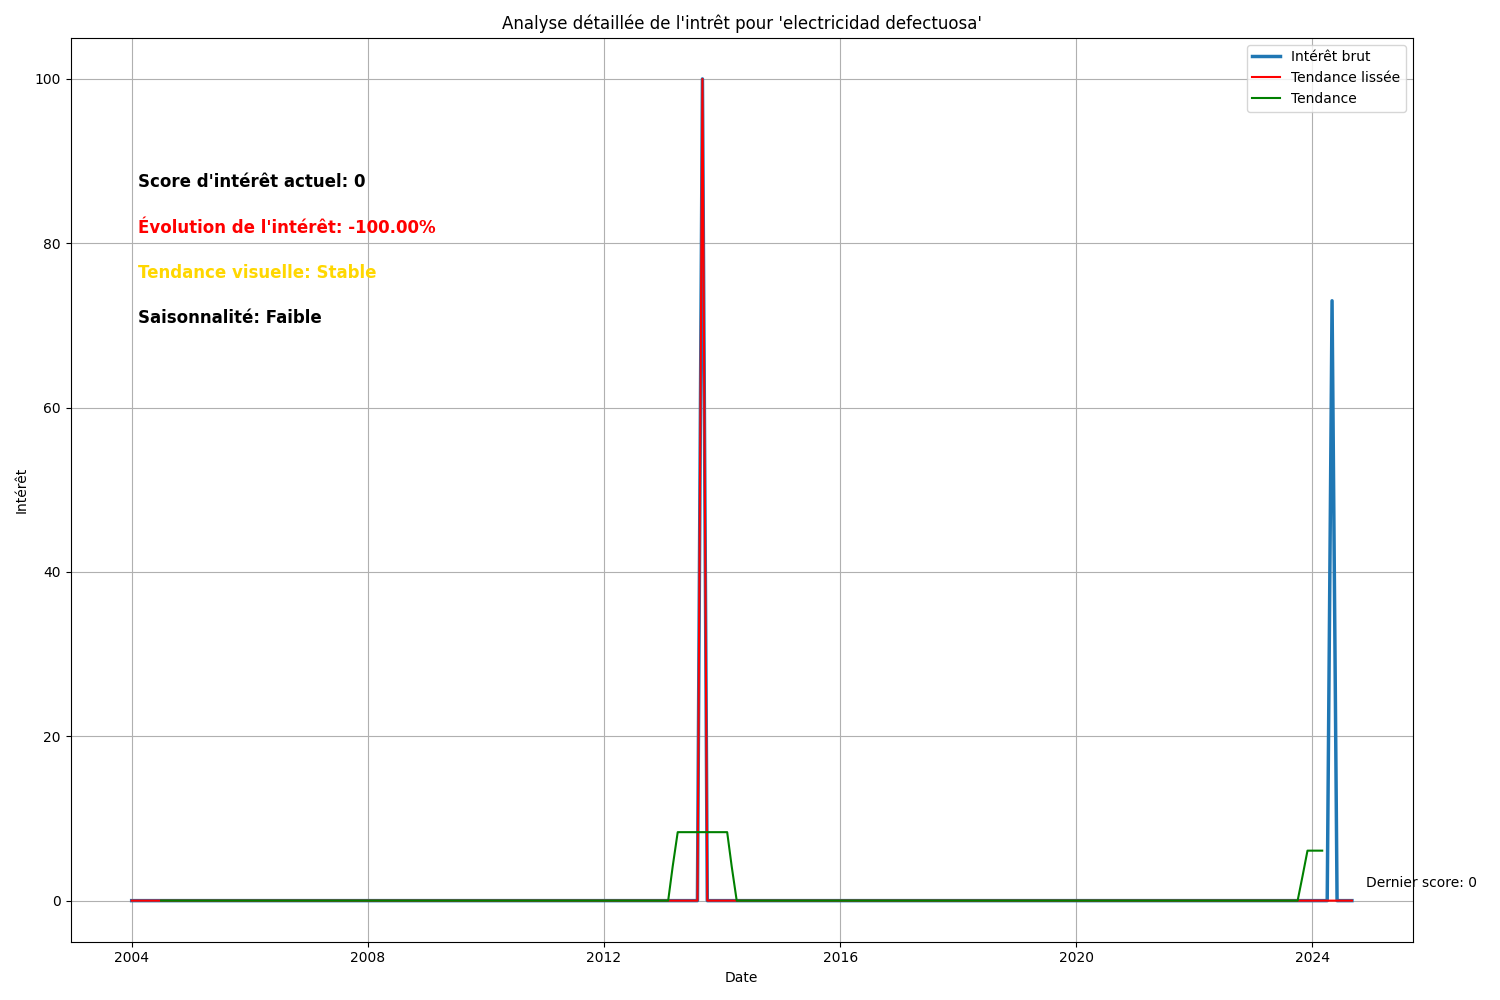 Analyse détaillée de l'intrêt pour 'electricidad defectuosa'
Intérêt brut
Tendance lissée
Tendance
100
80
60
40
20
0
Intérêt
Score d'intérêt actuel: 0
Évolution de l'intérêt: -100.00%
Tendance visuelle: Stable
Saisonnalité: Faible
Dernier score: 0
2004
2008
2012
2016
2020
2024
Date